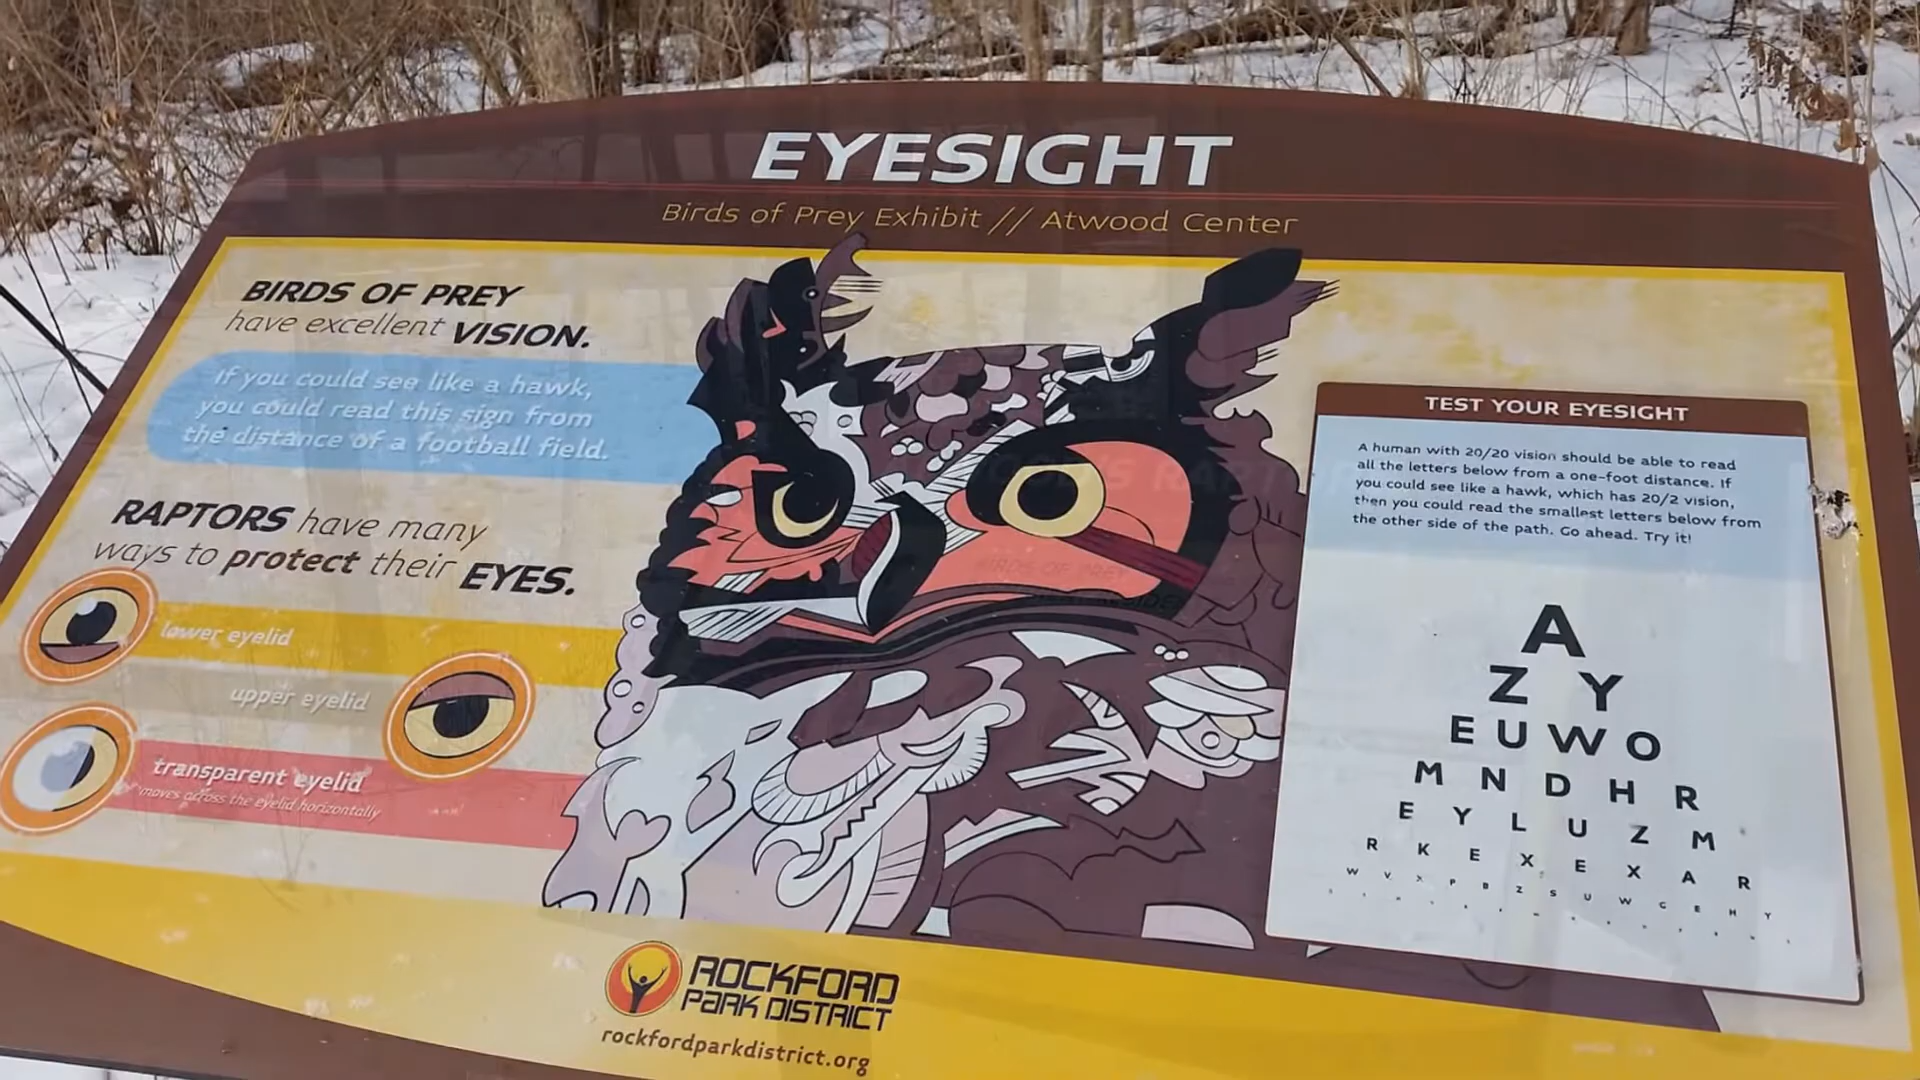 EYESIGHT
Birds of Prey Exhibit // Atwood Center
BIRDS OF PREY
have excellent VISION.
If you could see like a hawk,
you could read this sign from
the distance of a football field.
RAPTORS have many
ways to protect their EYES.
lower eyelid
upper eyelid
transparent eyelid
moves across the eyelid horizontally
TEST YOUR EYESIGHT
A human with 20/20 vision should be able to read
all the letters below from a one-foot distance. If
you could see like a hawk, which has 20/2 vision,
then you could read the smallest letters below from
the other side of the path. Go ahead. Try it!
A
Z Y
E U W O
M N D H R
E Y L U Z M
R K E X E X A R
W V X P B Z S U W C E H Y
ROCKFORD
PARK DISTRICT
rockfordparkdistrict.org